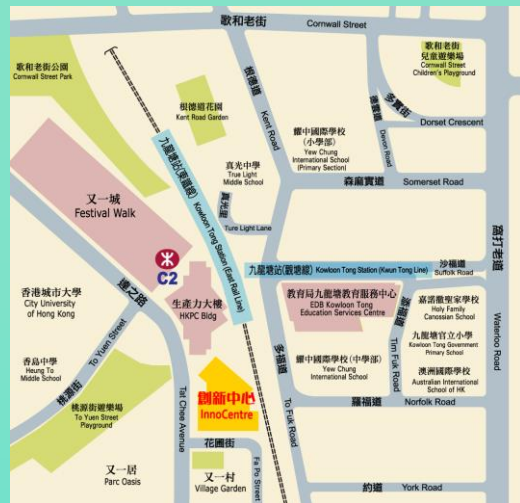 歌和老街
Cornwall Street
歌和老街公園
Cornwall Street Park
歌和老街
兒童遊樂場
Cornwall Street
Children's Playground
根德道花園
Kent Road Garden
根德道
Kent Road
多實街
Dorset Crescent
德雲道
Devon Road
耀中國際學校
(小學部)
Yew Chung
International School
(Primary Section)
真光中學
True Light
Middle School
真光里
Ture Light Lane
森麻實道
Somerset Road
又一城
Festival Walk
九龍塘站(東鐵線)
Kowloon Tong Station (East Rail Line)
窩打老道
Waterloo Road
C2
九龍塘站(觀塘線) Kowloon Tong Station (Kwun Tong Line)
沙福道
Suffolk Road
香港城市大學
City University
of Hong Kong
達之路
Tat Chee Avenue
生產力大樓
HKPC Bldg
教育局九龍塘教育服務中心
EDB Kowloon Tong
Education Services Centre
嘉諾撒聖家學校
Holy Family
Canossian School
九龍塘官立小學
Kowloon Tong Government
Primary School
Tim Fuk Road
香島中學
Heung To
Middle School
桃源街
To Yuen Street
耀中國際學校(中學部)
Yew Chung
International School
澳洲國際學校
Australian International
School of HK
多福道
To Fuk Road
羅福道
Norfolk Road
創新中心
InnoCentre
桃源街遊樂場
To Yuen Street
Playground
花圃街
Fa Po Street
又一居
Parc Oasis
又一村
Village Garden
約道
York Road